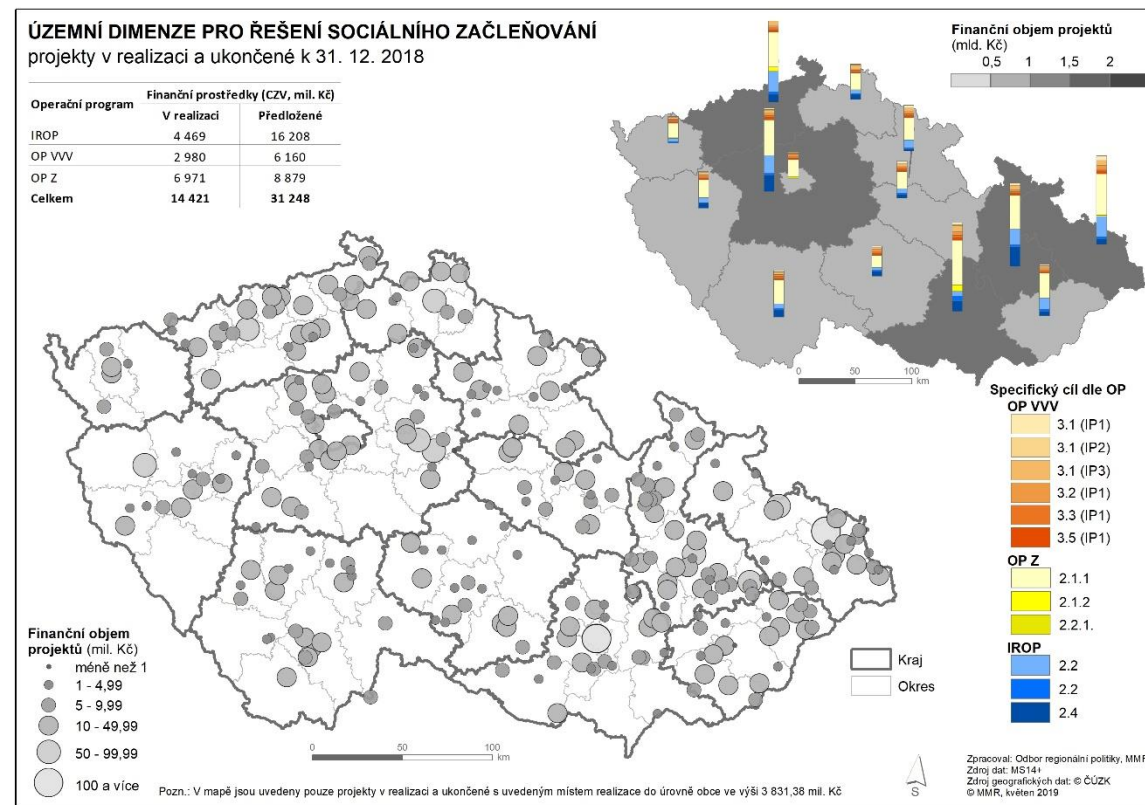 ÚZEMNÍ DIMENZE PRO ŘEŠENÍ SOCIÁLNÍHO ZAČLEŇOVÁNÍ
projekty v realizaci a ukončené k 31. 12. 2018
Operační program
Finanční prostředky (CZV, mil. Kč)
V realizaci Předložené
IROP 4 469 16 208
OP VVV 2 980 6 160
OP Z 6 971 8 879
Celkem 14 421 31 248
Finanční objem projektů
(mld. Kč)
0,5 1 1,5 2
0 50 100
km
Specifický cíl dle OP
OP VVV
3.1 (IP1)
3.1 (IP2)
3.1 (IP3)
3.2 (IP1)
3.3 (IP1)
3.5 (IP1)
OP Z
2.1.1
2.1.2
2.2.1.
IROP
2.2
2.2
2.4
Finanční objem
projektů (mil. Kč)
méně než 1
1 - 4,99
5 - 9,99
10 - 49,99
50 - 99,99
100 a více
Kraj
Okres
0 50 100
km
Pozn.: V mapě jsou uvedeny pouze projekty v realizaci a ukončené s uvedeným místem realizace do úrovně obce ve výši 3 831,38 mil. Kč
S
Zpracoval: Odbor regionální politiky, MMR
Zdroj dat: MS14+
Zdroj geografických dat: © ČÚZK
© MMR, květen 2019